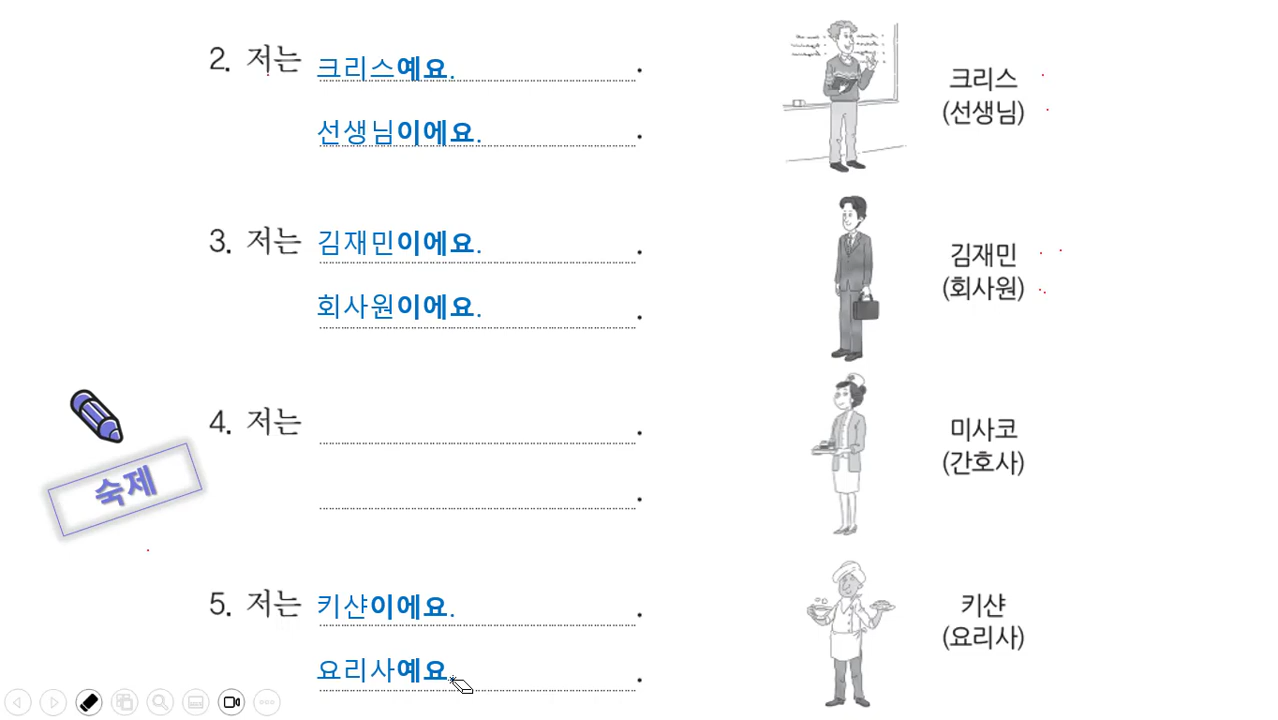 2. 저는 크리스예요. .
선생님이에요. .
크리스
(선생님)
3. 저는 김재민이에요. .
회사원이에요. .
김재민
(회사원)
4. 저는 .
.
미사코
(간호사)
숙제
5. 저는 키샨이에요. .
요리사예요. .
키샨
(요리사)